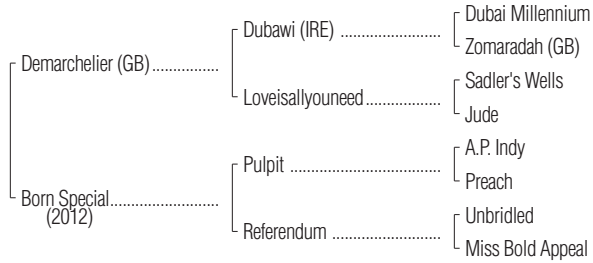 Dubai Millennium
Dubawi (IRE) ..................
Zomaradah (GB)
Demarchelier (GB) ................
Sadler's Wells
Loveisallyouneed ..................
Jude
A.P. Indy
Pulpit ............................
Preach
Born Special ..........................
(2012)
Unbridled
Referendum .........................
Miss Bold Appeal